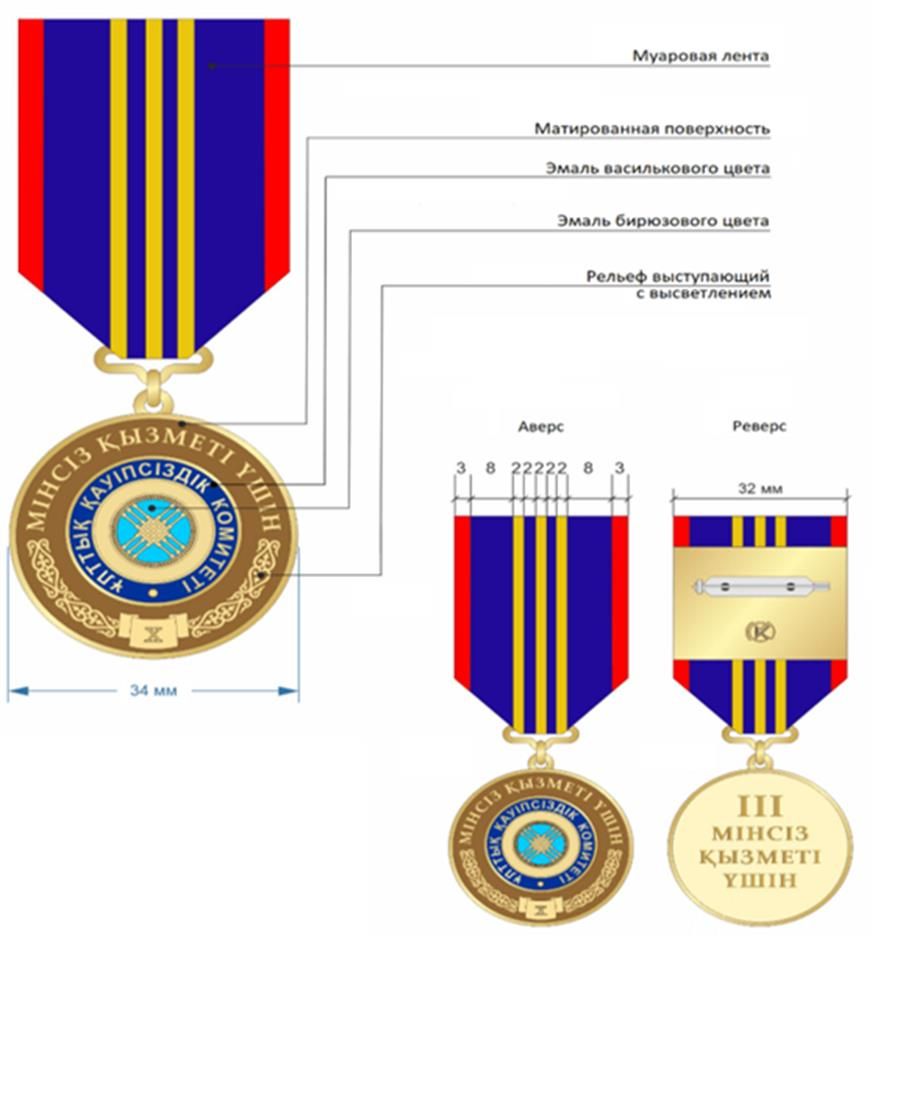 Муаровая лента
Матированная поверхность
Эмаль василькового цвета
Эмаль бирюзового цвета
Рельеф выступающий
с высветлением
МІНСІЗ ҚЫЗМЕТІ ҮШІН
ҰЛТТЫҚ ҚАУІПСІЗДІК КОМИТЕТІ
X
34 мм
Аверс
3 8 2 2 2 2 2 8 3
МІНСІЗ ҚЫЗМЕТІ ҮШІН
ҰЛТТЫҚ ҚАУІПСІЗДІК КОМИТЕТІ
X
Реверс
32 мм
III
МІНСІЗ
ҚЫЗМЕТІ
ҮШІН